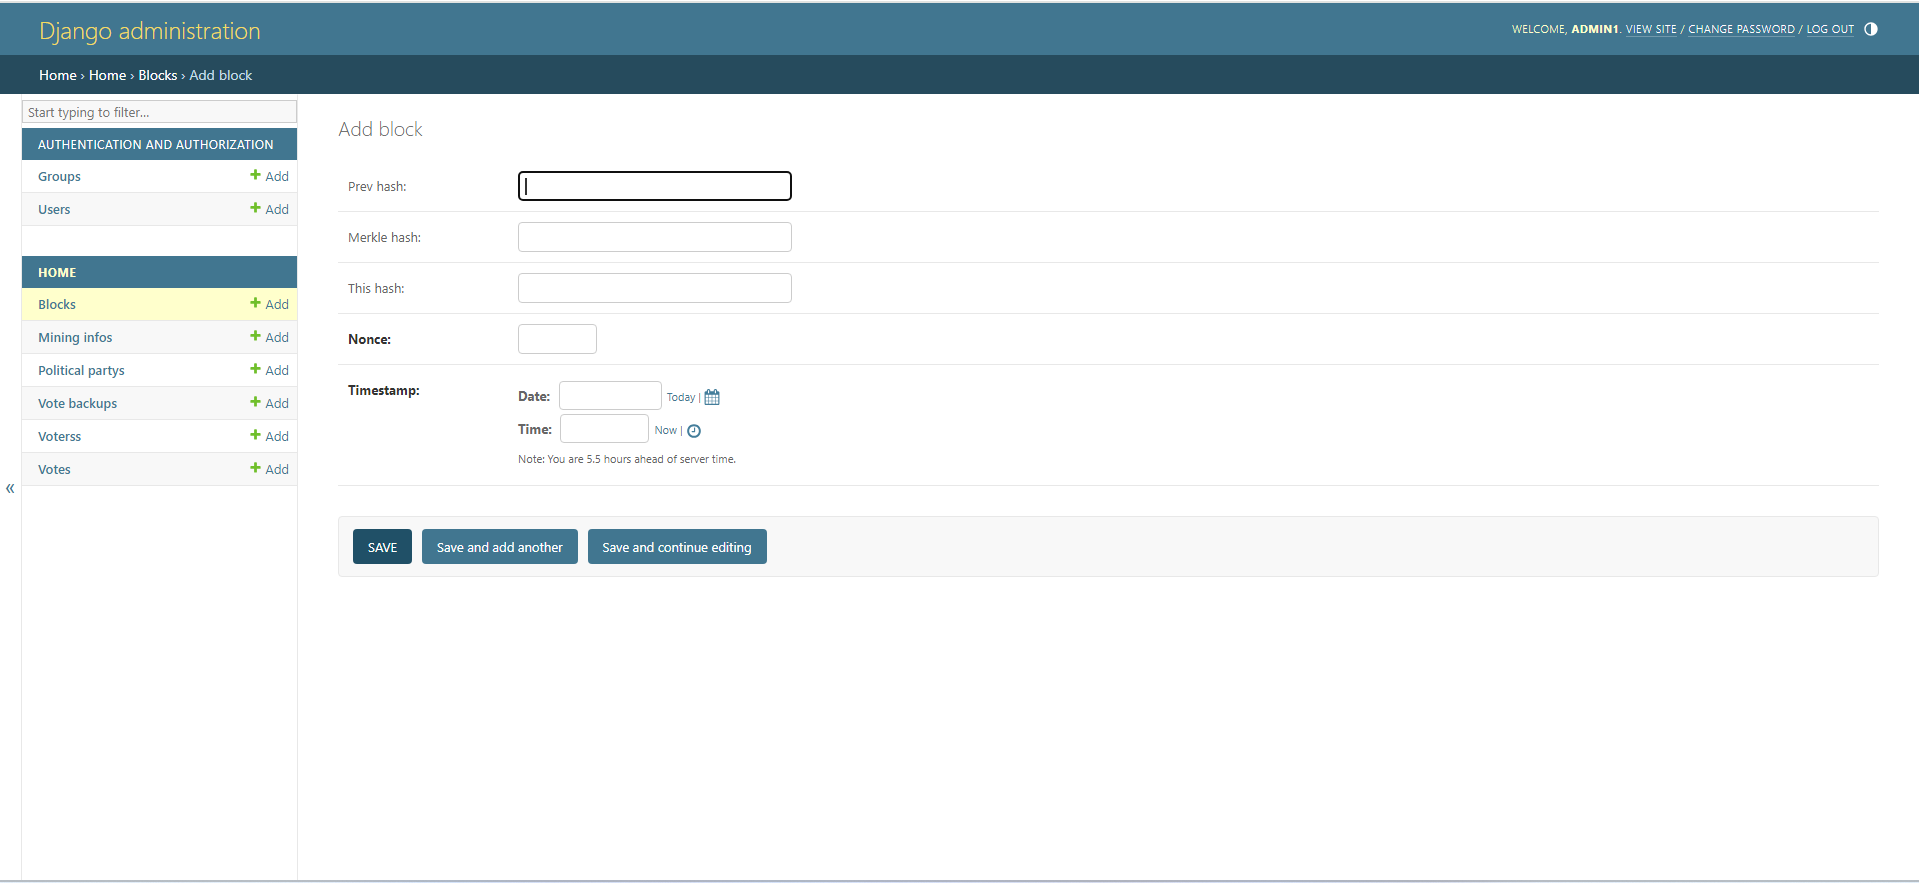 Django administration
WELCOME, ADMIN1. VIEW SITE / CHANGE PASSWORD / LOG OUT
Home › Home › Blocks › Add block
Start typing to filter...
AUTHENTICATION AND AUTHORIZATION
Groups Add
Users Add
HOME
Blocks Add
Mining infos Add
Political partys Add
Vote backups Add
Voterss Add
Votes Add
«
Add block
Prev hash:
Merkle hash:
This hash:
Nonce:
Timestamp:
Date: Today |
Time: Now |
Note: You are 5.5 hours ahead of server time.
SAVE Save and add another Save and continue editing